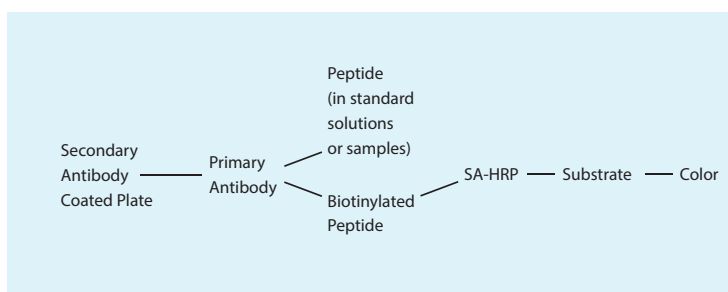 Secondary
Antibody
Coated Plate
Primary
Antibody
Peptide
(in standard
solutions
or samples)
Biotinylated
Peptide
SA-HRP
Substrate
Color